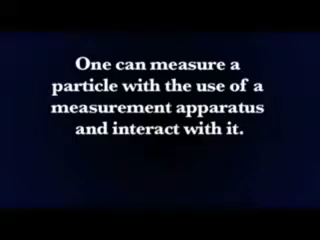 One can measure a
particle with the use of a
measurement apparatus
and interact with it.